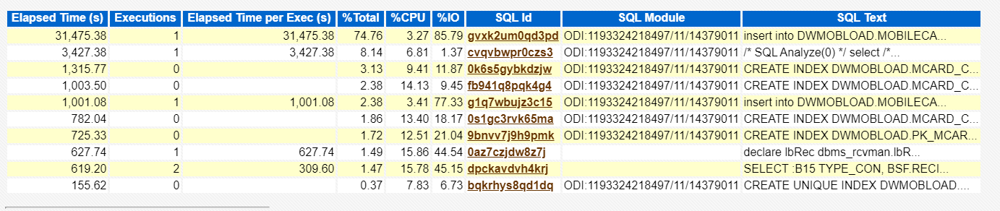 Elapsed Time (s) Executions Elapsed Time per Exec (s) %Total %CPU %IO SQL Id SQL Module SQL Text
31,475.38 1 31,475.38 74.76 3.27 85.79 gvxk2um0qd3pd ODI:1193324218497/11/14379011 insert into DWMOBLOAD.MOBILECA...
3,427.38 1 3,427.38 8.14 6.81 1.37 cvqvbwpr0czs3 ODI:1193324218497/11/14379011 /* SQL Analyze(0) */ select /*...
1,315.77 0 3.13 9.41 11.87 0k6s5gybkdzjw ODI:1193324218497/11/14379011 CREATE INDEX DWMOBLOAD.MCARD_C...
1,003.50 0 2.38 14.13 9.45 fb941q8pqk4g4 ODI:1193324218497/11/14379011 CREATE INDEX DWMOBLOAD.MCARD_C...
1,001.08 1 1,001.08 2.38 3.41 77.33 g1q7wbujz3c15 ODI:1193324218497/11/14379011 insert into DWMOBLOAD.MOBILECA...
782.04 0 1.86 13.40 18.17 0s1gc3rvk65ma ODI:1193324218497/11/14379011 CREATE INDEX DWMOBLOAD.MCARD_C...
725.33 0 1.72 12.51 21.04 9bnvv7j9h9pmk ODI:1193324218497/11/14379011 CREATE INDEX DWMOBLOAD.PK_MCAR...
627.74 1 627.74 1.49 15.86 44.54 0az7czjdw8z7j declare lbRec dbms_rcvman.lbR...
619.20 2 309.60 1.47 15.78 45.15 dpckavdvh4krj SELECT :B15 TYPE_CON, BSF.RECI...
155.62 0 0.37 7.83 6.73 bqkrhys8qd1dq ODI:1193324218497/11/14379011 CREATE UNIQUE INDEX DWMOBLOAD....